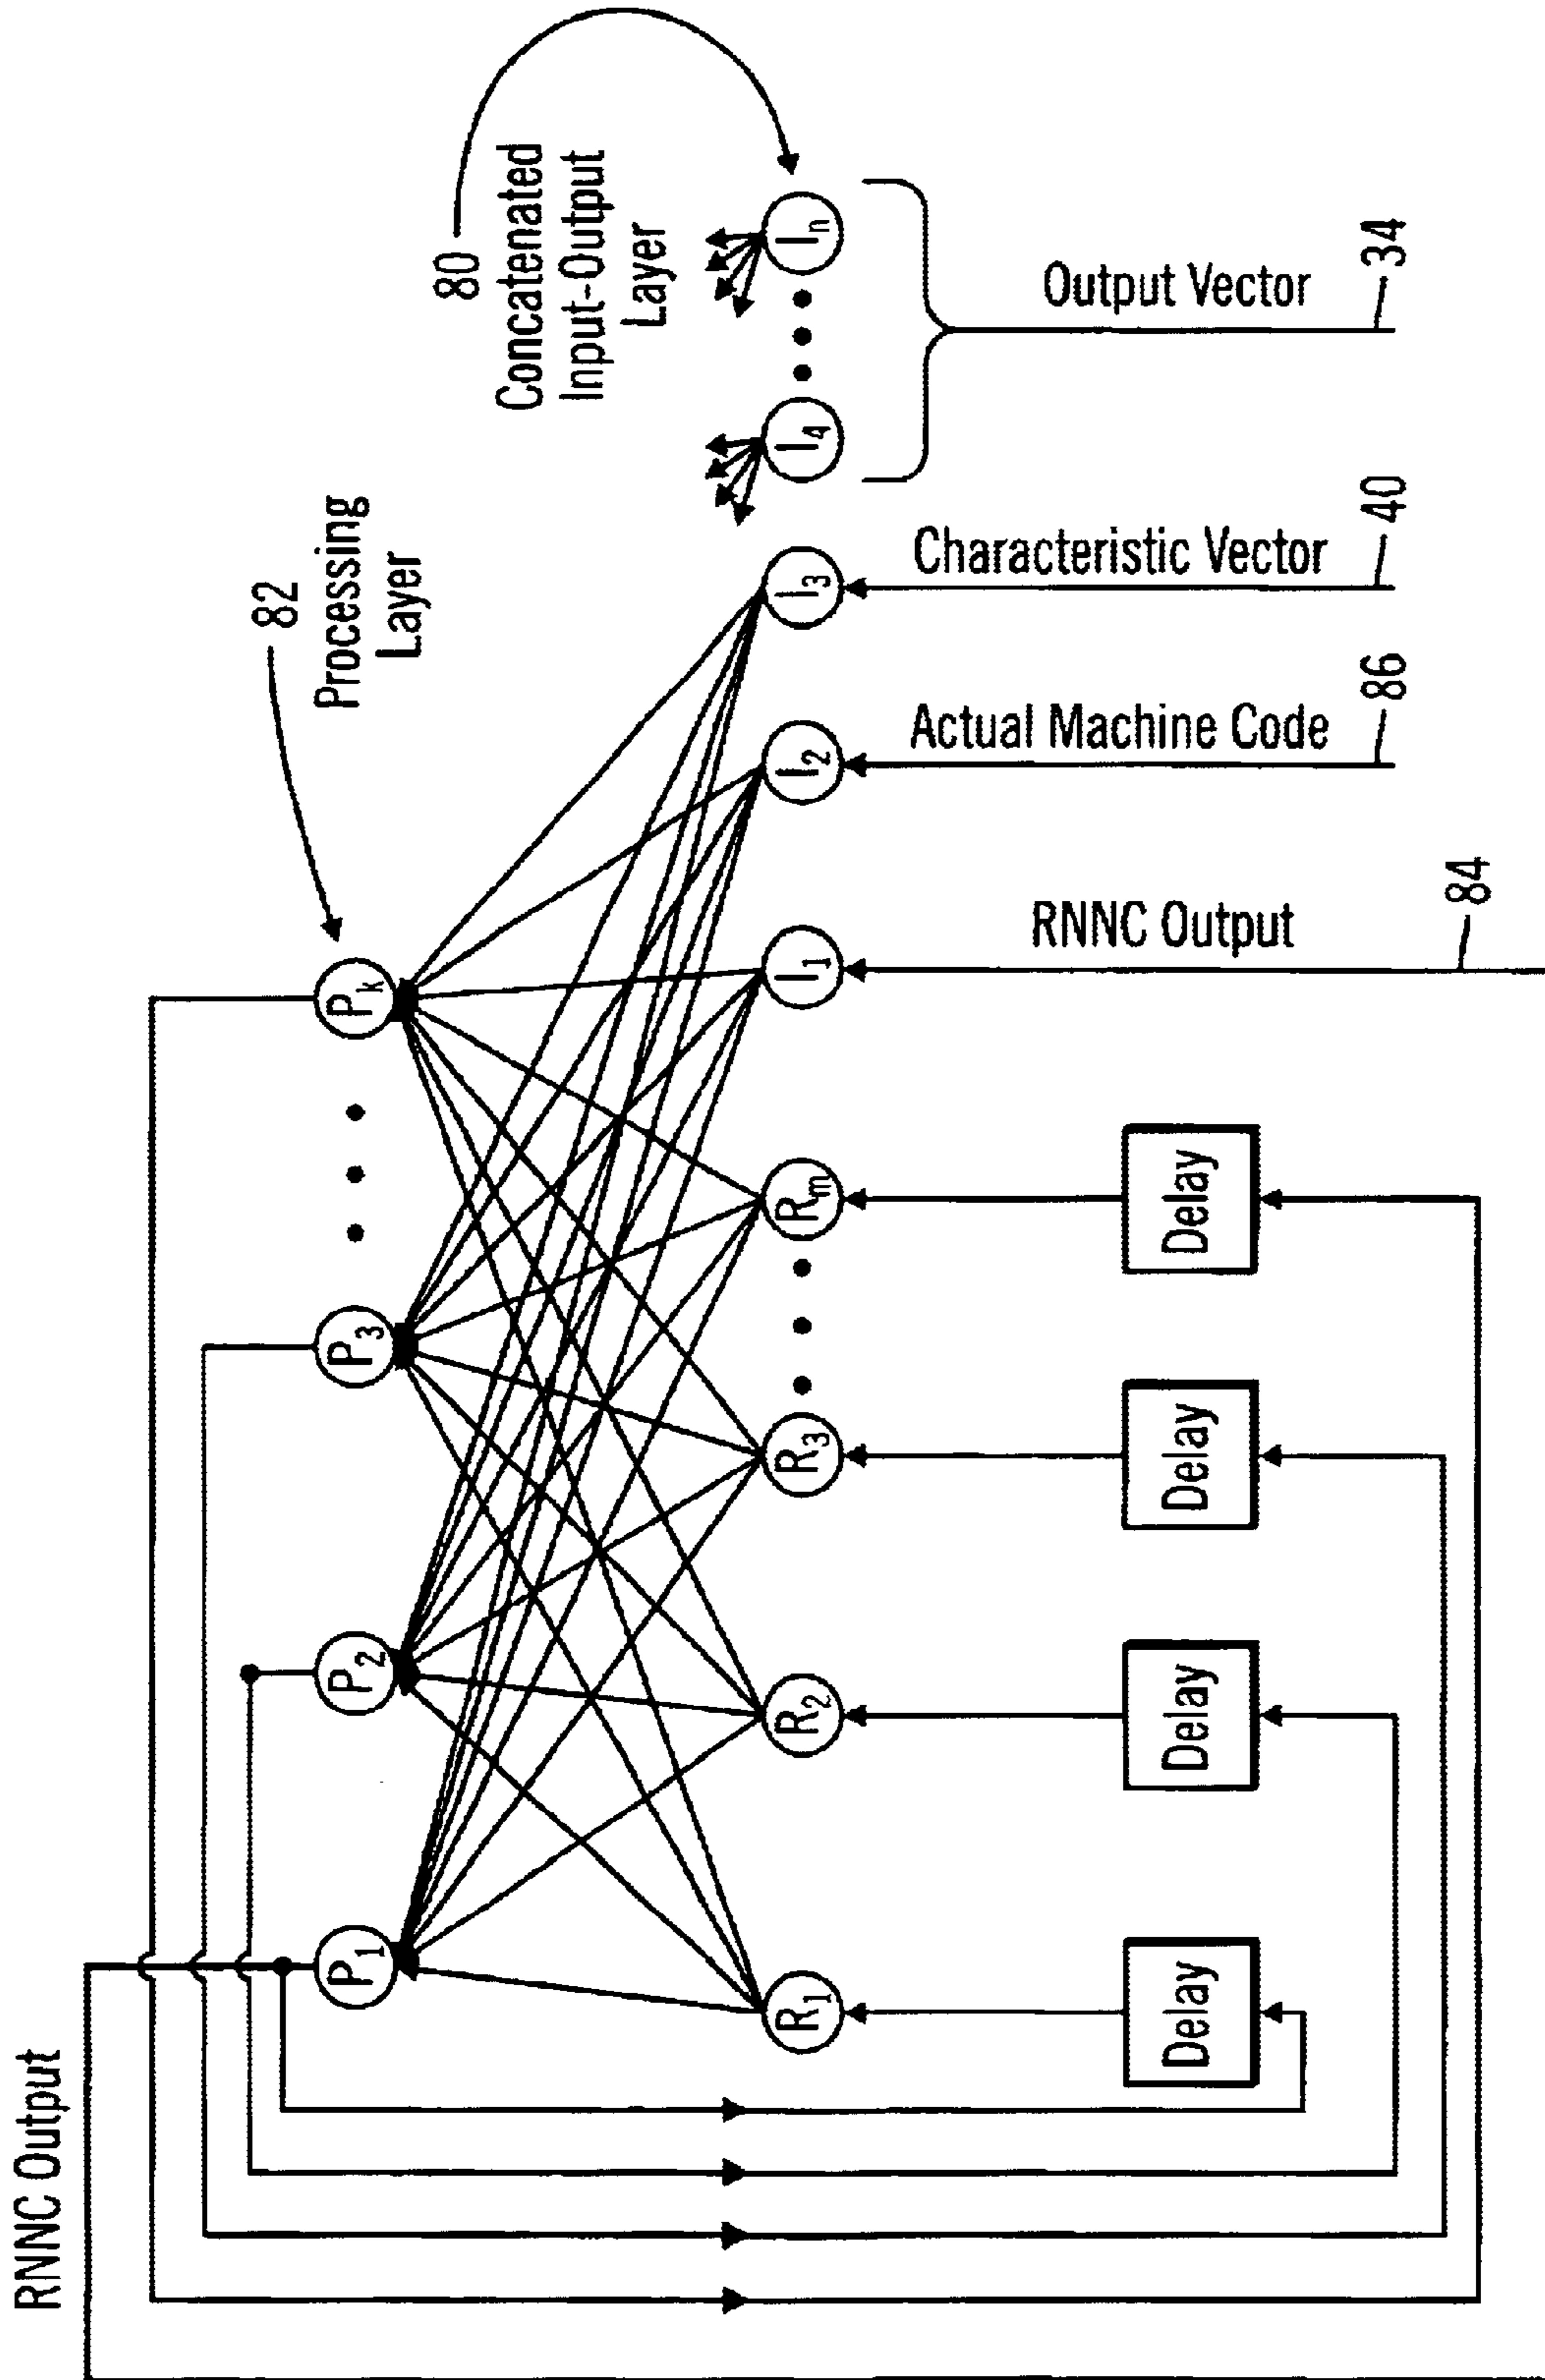 RNNC Output
82
Processing
Layer
80
Concatenated
Input-Output
Layer
P1
P2
P3
Pk
R1
R2
R3
Rm
I1
I2
I3
I4
In
Delay
Delay
Delay
Delay
RNNC Output
84
Actual Machine Code
86
Characteristic Vector
40
Output Vector
34